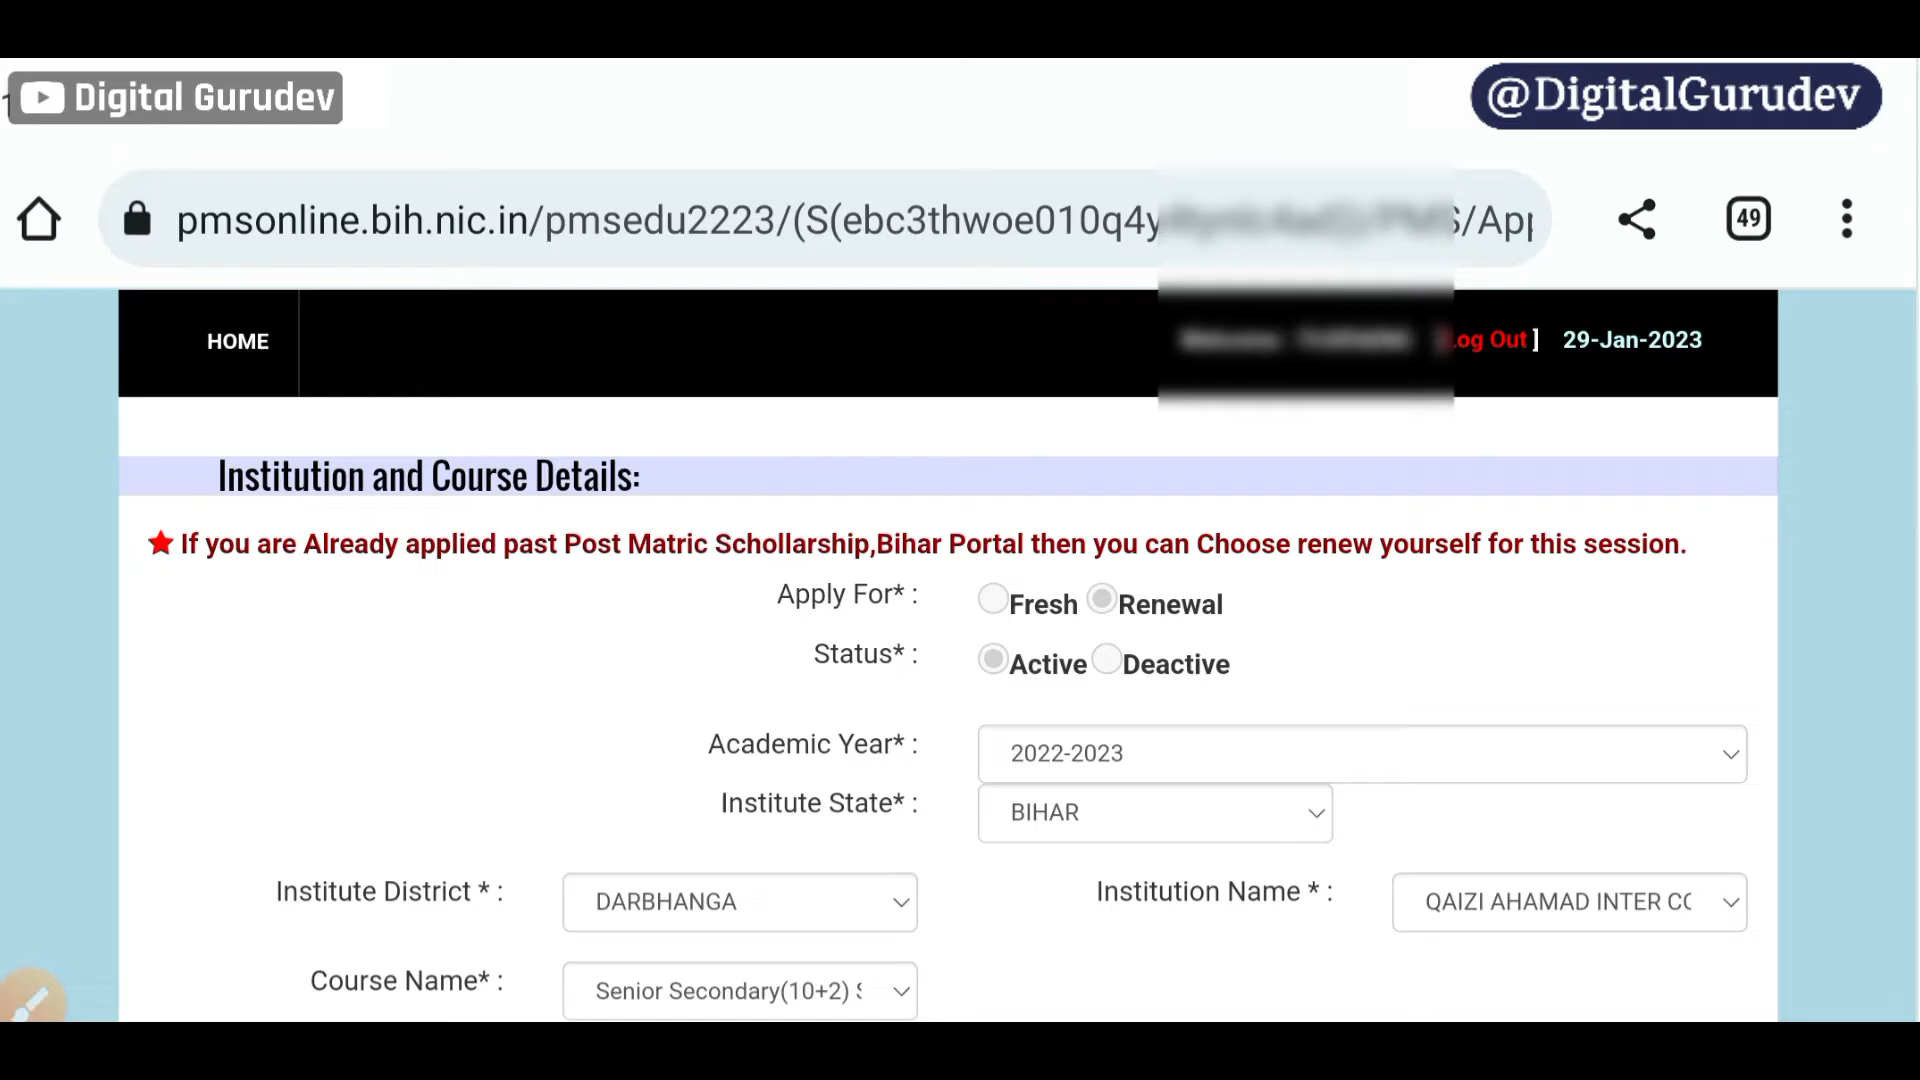 Digital Gurudev
@DigitalGurudev
pmsonline.bih.nic.in/pmsedu2223/(S(ebc3thwoe010q4y /App
49
HOME
Log Out ] 29-Jan-2023
Institution and Course Details:
If you are Already applied past Post Matric Schollarship,Bihar Portal then you can Choose renew yourself for this session.
Apply For* : Fresh Renewal
Status* : Active Deactive
Academic Year* : 2022-2023
Institute State* : BIHAR
Institute District * : DARBHANGA Institution Name * : QAIZI AHAMAD INTER CO
Course Name* : Senior Secondary(10+2) S